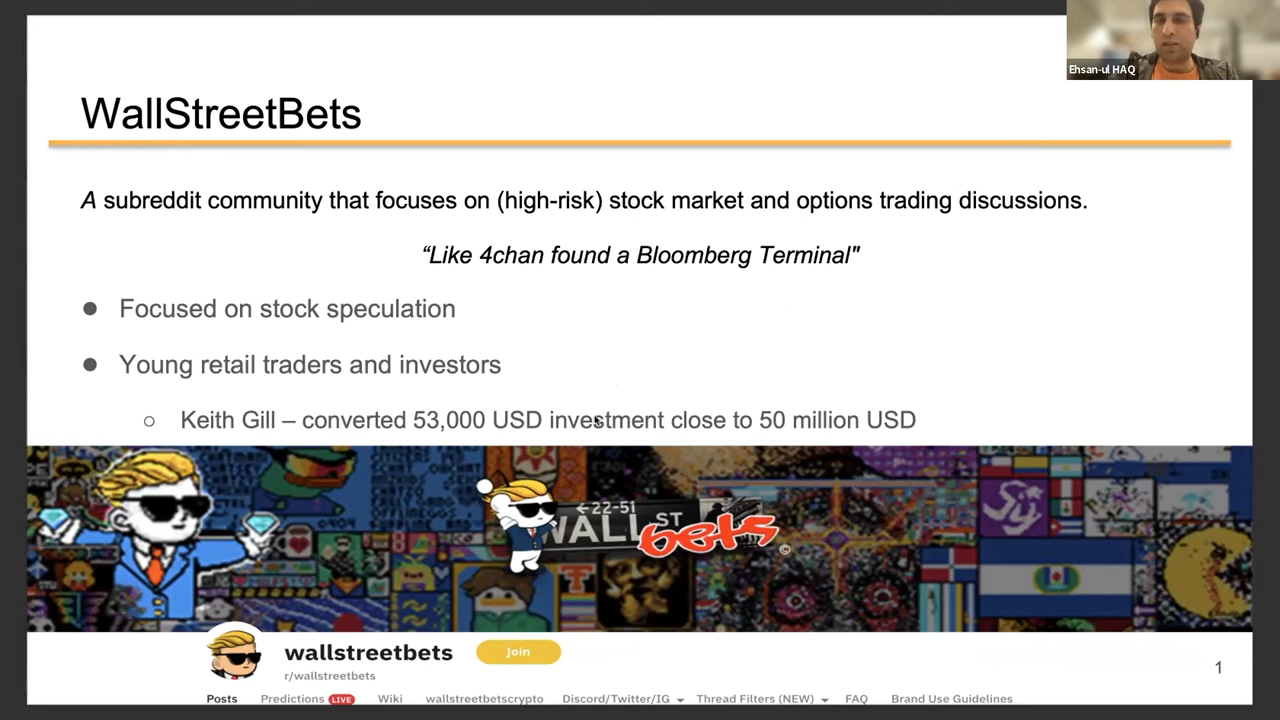 Ehsan-ul HAQ
WallStreetBets
A subreddit community that focuses on (high-risk) stock market and options trading discussions.
“Like 4chan found a Bloomberg Terminal"
● Focused on stock speculation
● Young retail traders and investors
○ Keith Gill – converted 53,000 USD investment close to 50 million USD
←22-51
WALL ST
bets
©
wallstreetbets
Join
r/wallstreetbets
1
Posts Predictions LIVE Wiki wallstreetbetscrypto Discord/Twitter/IG Thread Filters (NEW) FAQ Brand Use Guidelines